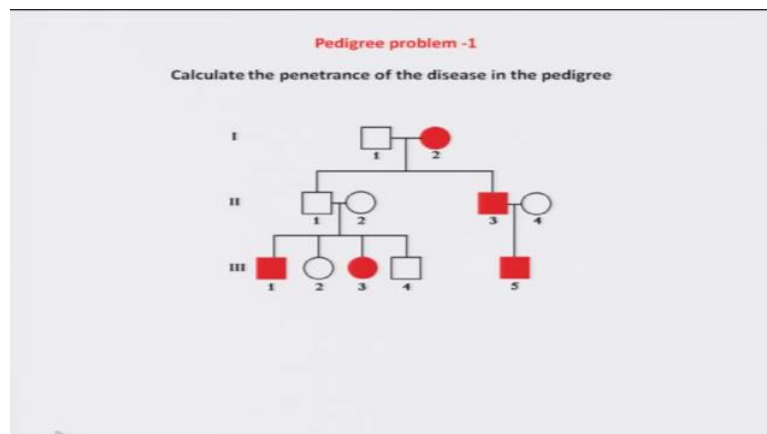 Pedigree problem -1
Calculate the penetrance of the disease in the pedigree
I
1 2
II
1 2 3 4
III
1 2 3 4 5